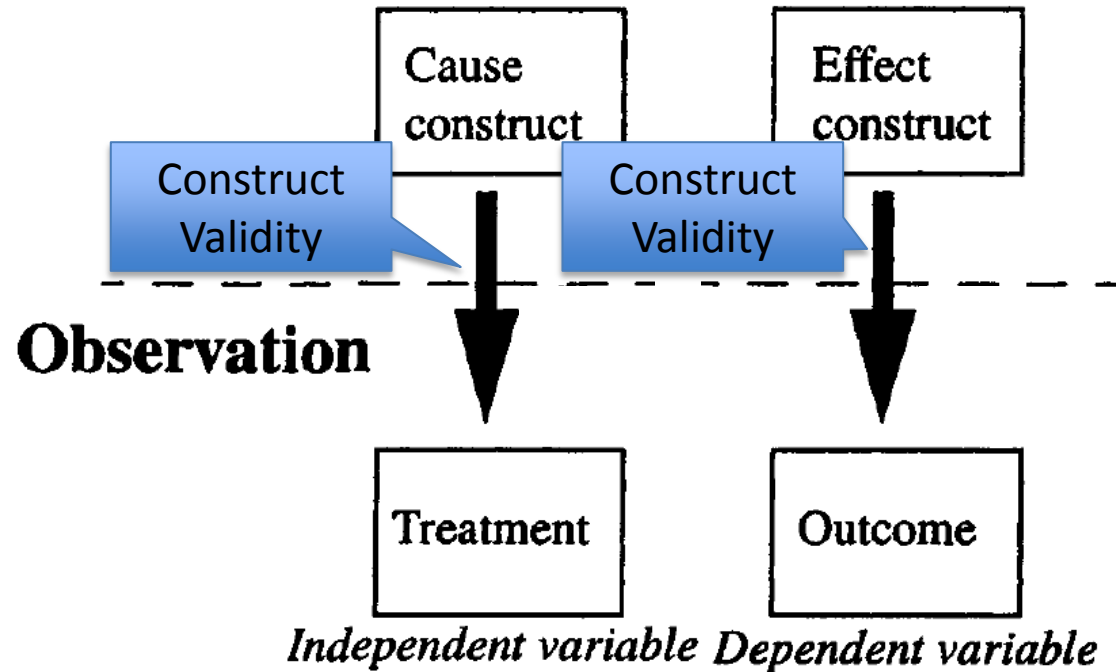 Cause
construct
Effect
construct
Construct
Validity
Construct
Validity
Observation
Treatment
Outcome
Independent variable
Dependent variable